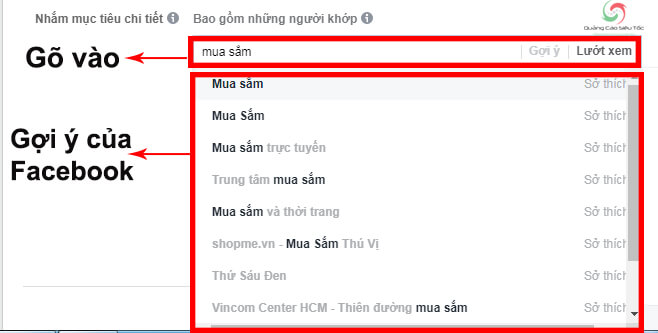 Nhắm mục tiêu chi tiết Bao gồm những người khớp
Quảng Cáo Siêu Tốc
Gõ vào
mua sắm Gợi ý Lướt xem
Gợi ý của
Facebook
Mua sắm Sở thích
Mua Sắm Sở thích
Mua sắm trực tuyến Sở thích
Trung tâm mua sắm Sở thích
Mua sắm và thời trang Sở thích
shopme.vn - Mua Sắm Thú Vị Sở thích
Thứ Sáu Đen Sở thích
Vincom Center HCM - Thiên đường mua sắm Sở thích